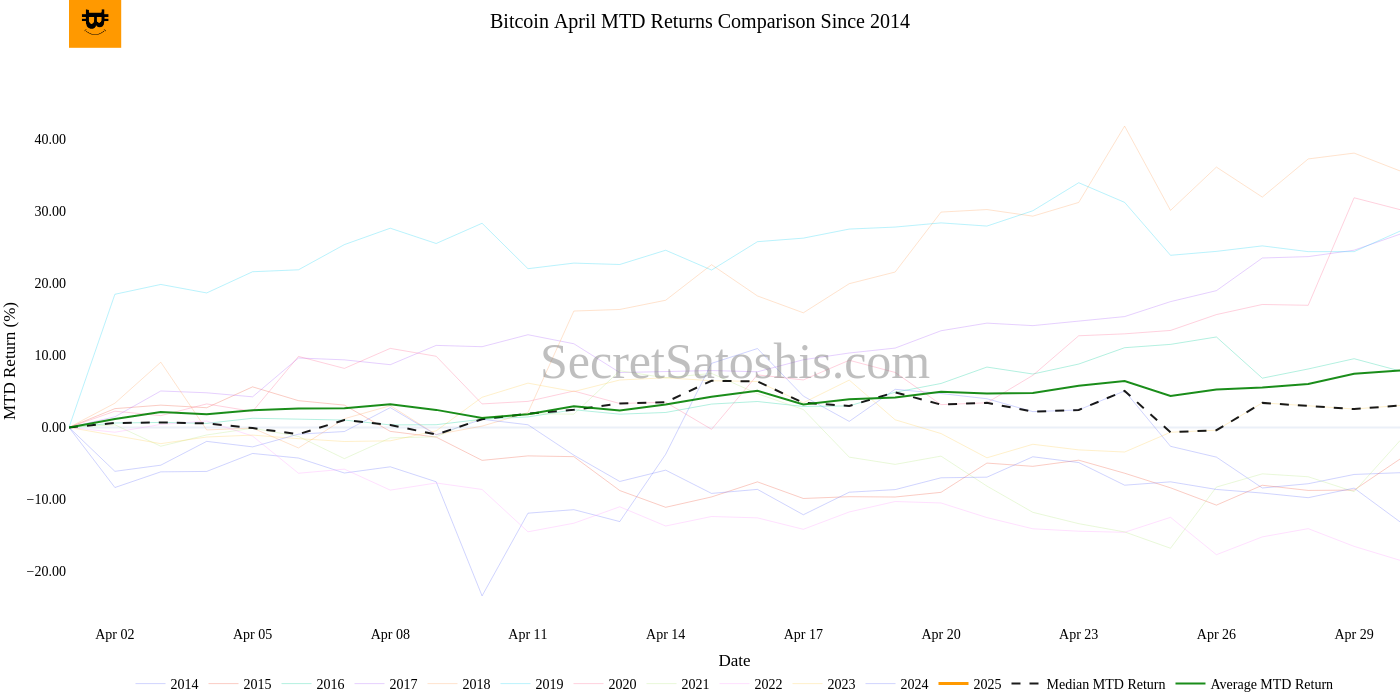 Bitcoin April MTD Returns Comparison Since 2014
40.00
30.00
20.00
10.00
0.00
−10.00
−20.00
MTD Return (%)
SecretSatoshis.com
Apr 02 Apr 05 Apr 08 Apr 11 Apr 14 Apr 17 Apr 20 Apr 23 Apr 26 Apr 29
Date
2014 2015 2016 2017 2018 2019 2020 2021 2022 2023 2024 2025 Median MTD Return Average MTD Return